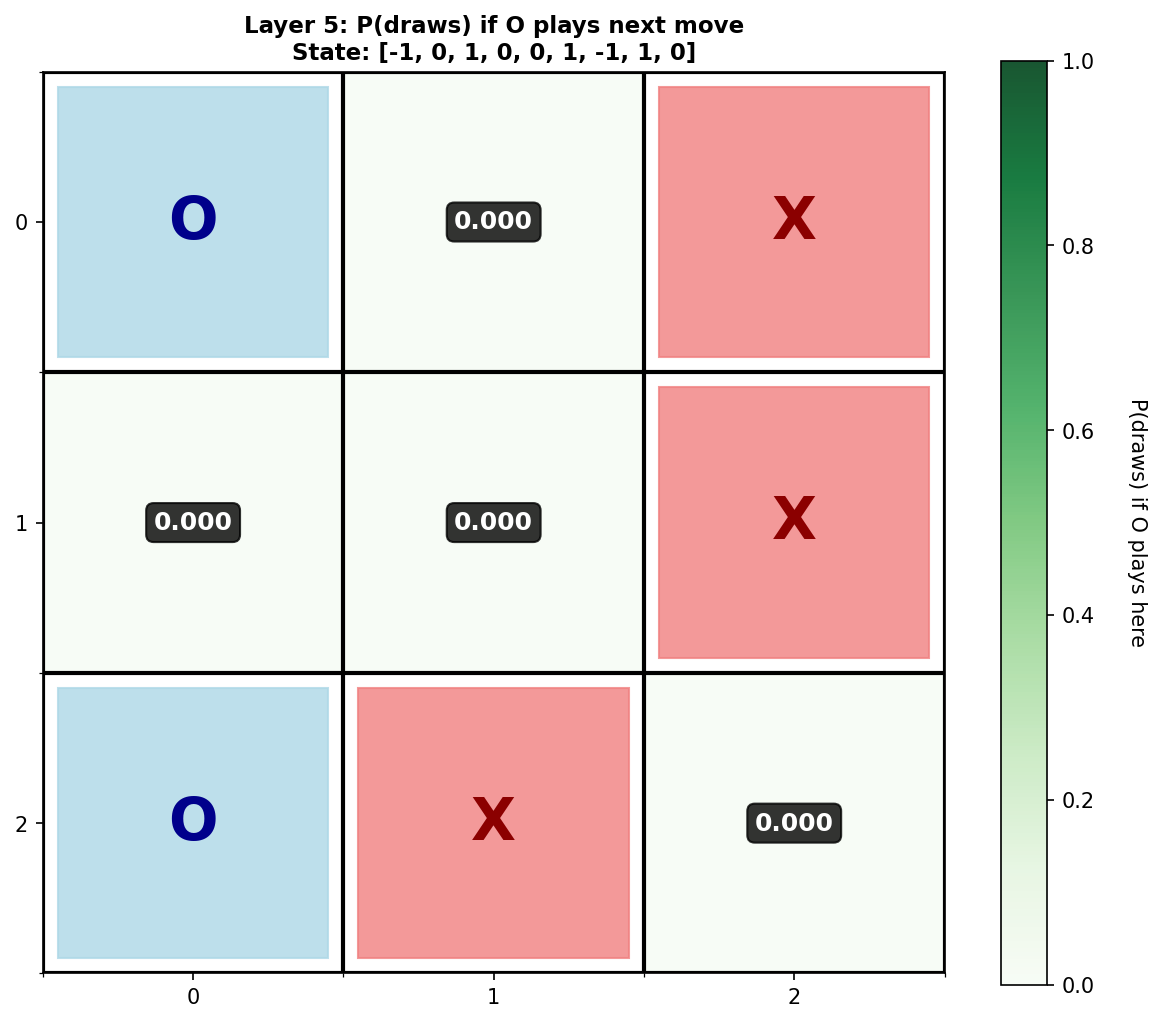 Layer 5: P(draws) if O plays next move
State: [-1, 0, 1, 0, 0, 1, -1, 1, 0]
O
0.000
X
0
0.000
0.000
X
1
O
X
0.000
2
0
1
2
1.0
0.8
0.6
0.4
0.2
0.0
P(draws) if O plays here